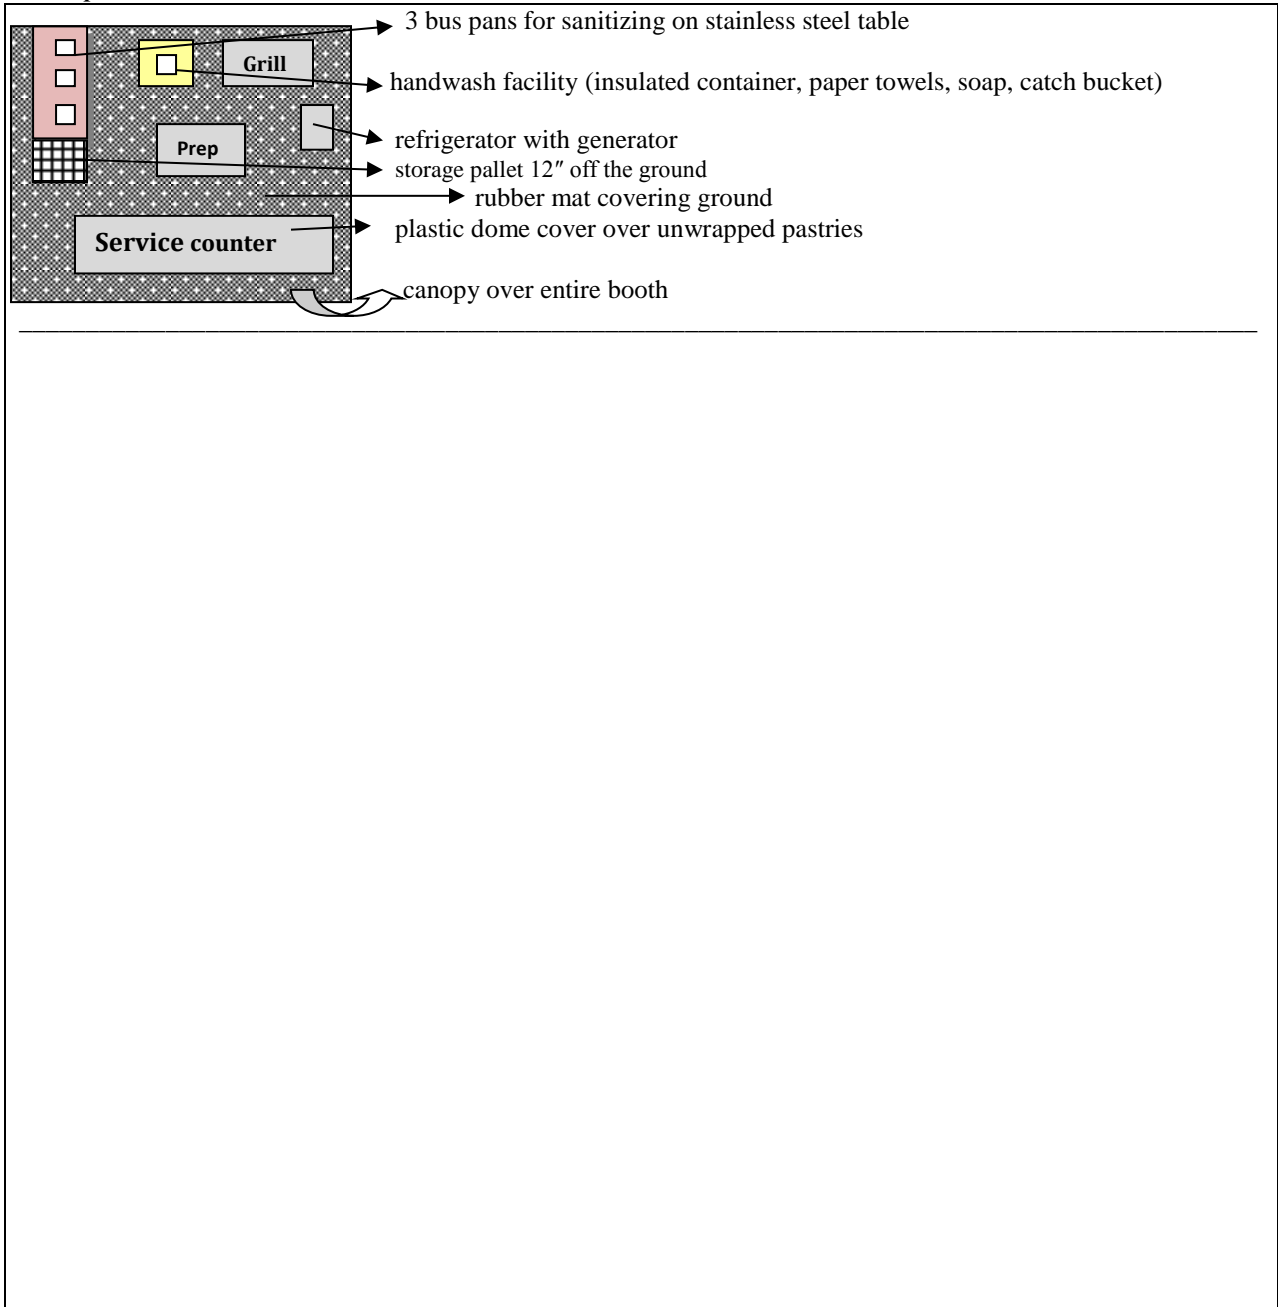 3 bus pans for sanitizing on stainless steel table
Grill
handwash facility (insulated container, paper towels, soap, catch bucket)
refrigerator with generator
Prep
storage pallet 12″ off the ground
rubber mat covering ground
plastic dome cover over unwrapped pastries
Service counter
canopy over entire booth